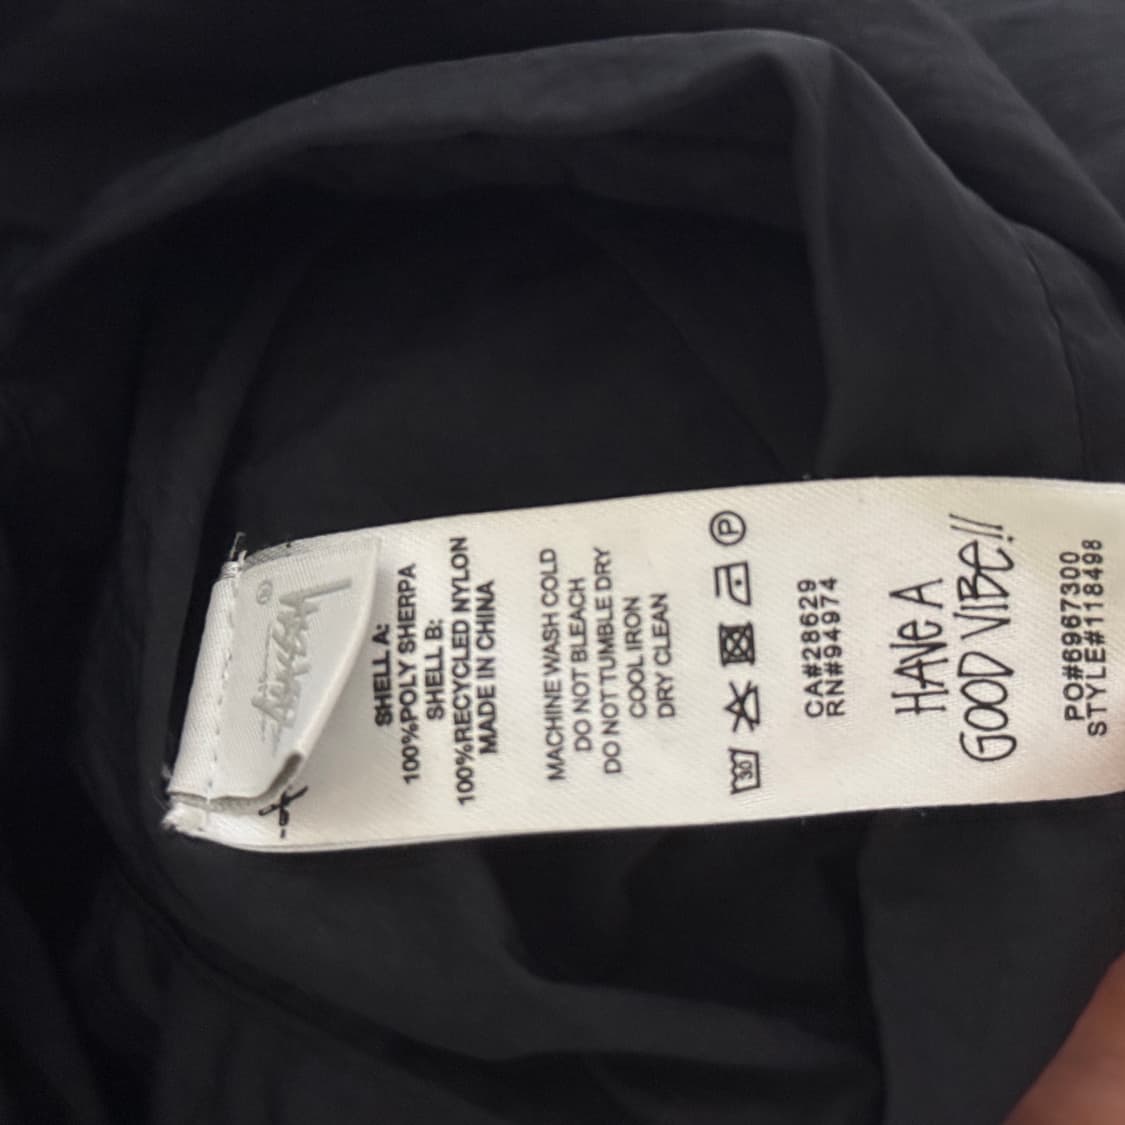 SHELL A:
100%POLY SHERPA
SHELL B:
100%RECYCLED NYLON
MADE IN CHINA
MACHINE WASH COLD
DO NOT BLEACH
DO NOT TUMBLE DRY
COOL IRON
DRY CLEAN
30
P
CA#28629
RN#94974
HAVE A
GOOD VIBE!!
PO#6967300
STYLE#118498